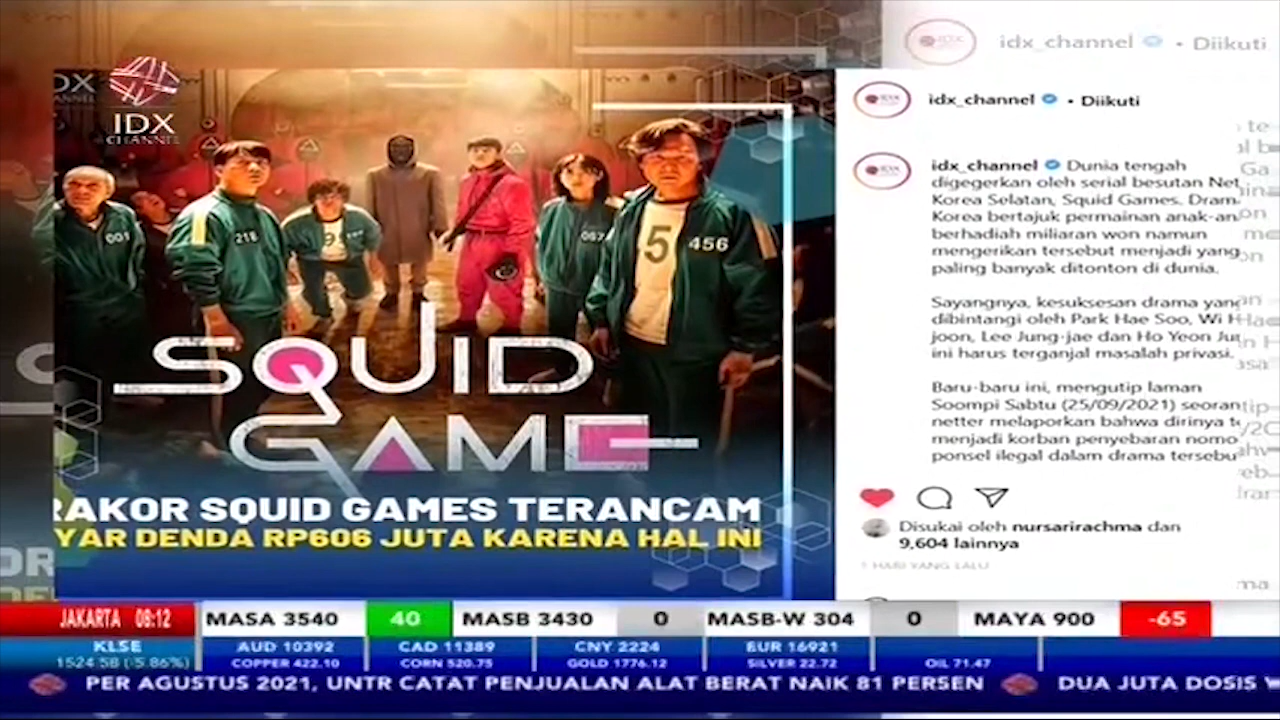 idx_channel • Diikuti
IDX
CHANNEL
idx_channel • Diikuti
idx_channel Dunia tengah
digegerkan oleh serial besutan Net
Korea Selatan, Squid Games. Dram
Korea bertajuk permainan anak-an
berhadiah miliaran won namun
mengerikan tersebut menjadi yang
paling banyak ditonton di dunia.
Sayangnya, kesuksesan drama yang
dibintangi oleh Park Hae Soo, Wi H
joon, Lee Jung-jae dan Ho Yeon Jun
ini harus terganjal masalah privasi.
Baru-baru ini, mengutip laman
Soompi Sabtu (25/09/2021) seoran
netter melaporkan bahwa dirinya te
menjadi korban penyebaran nomo
ponsel ilegal dalam drama tersebu
001
218
067
456
SQUID
GAME
RAKOR SQUID GAMES TERANCAM
YAR DENDA RP606 JUTA KARENA HAL INI
Disukai oleh nursarirachma dan
9,604 lainnya
1 HARI YANG LALU
JAKARTA 08:12 MASA 3540 40 MASB 3430 0 MASB-W 304 0 MAYA 900 -65
KLSE AUD 10392 CAD 11389 CNY 2224 EUR 16921
COPPER 422.10 CORN 520.75 GOLD 1776.12 SILVER 22.72 OIL 71.47
PER AGUSTUS 2021, UNTR CATAT PENJUALAN ALAT BERAT NAIK 81 PERSEN DUA JUTA DOSIS